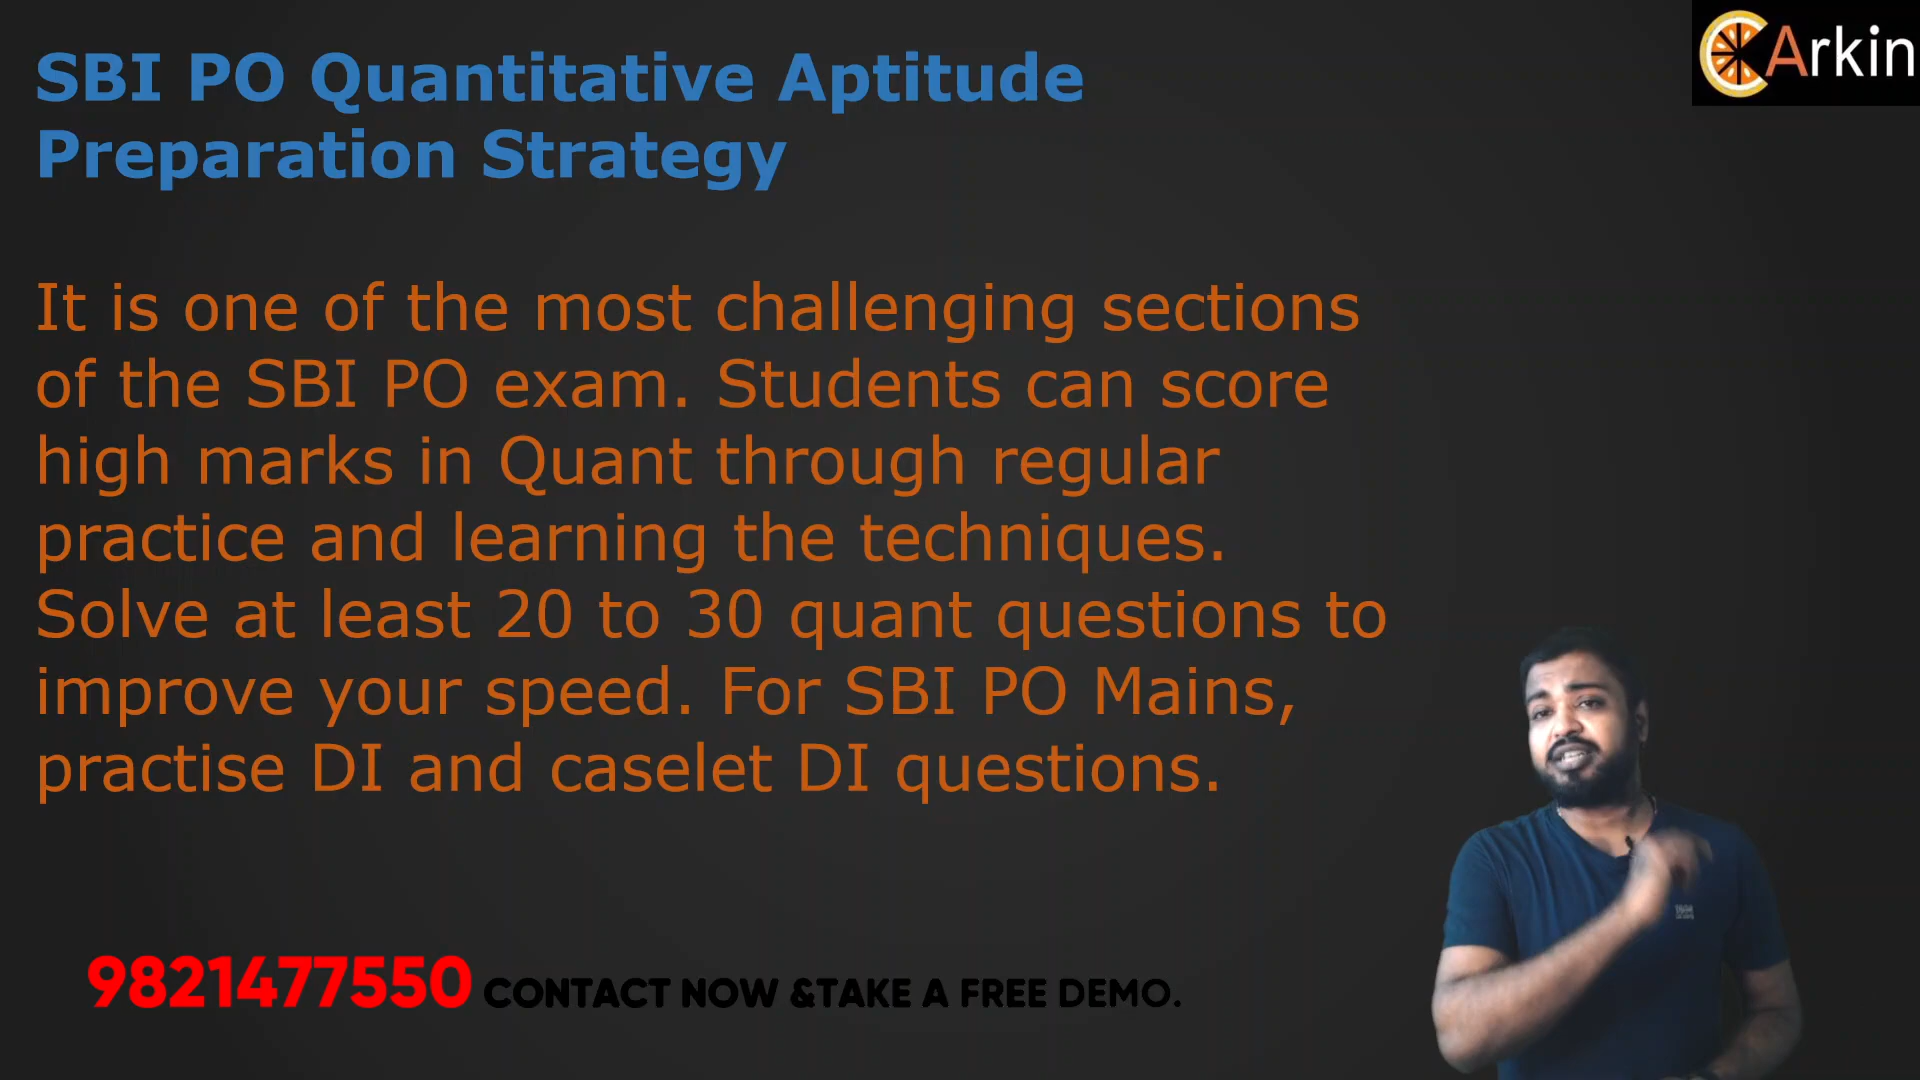 SBI PO Quantitative Aptitude
Preparation Strategy
Arkin
It is one of the most challenging sections
of the SBI PO exam. Students can score
high marks in Quant through regular
practice and learning the techniques.
Solve at least 20 to 30 quant questions to
improve your speed. For SBI PO Mains,
practise DI and caselet DI questions.
9821477550 CONTACT NOW &TAKE A FREE DEMO.